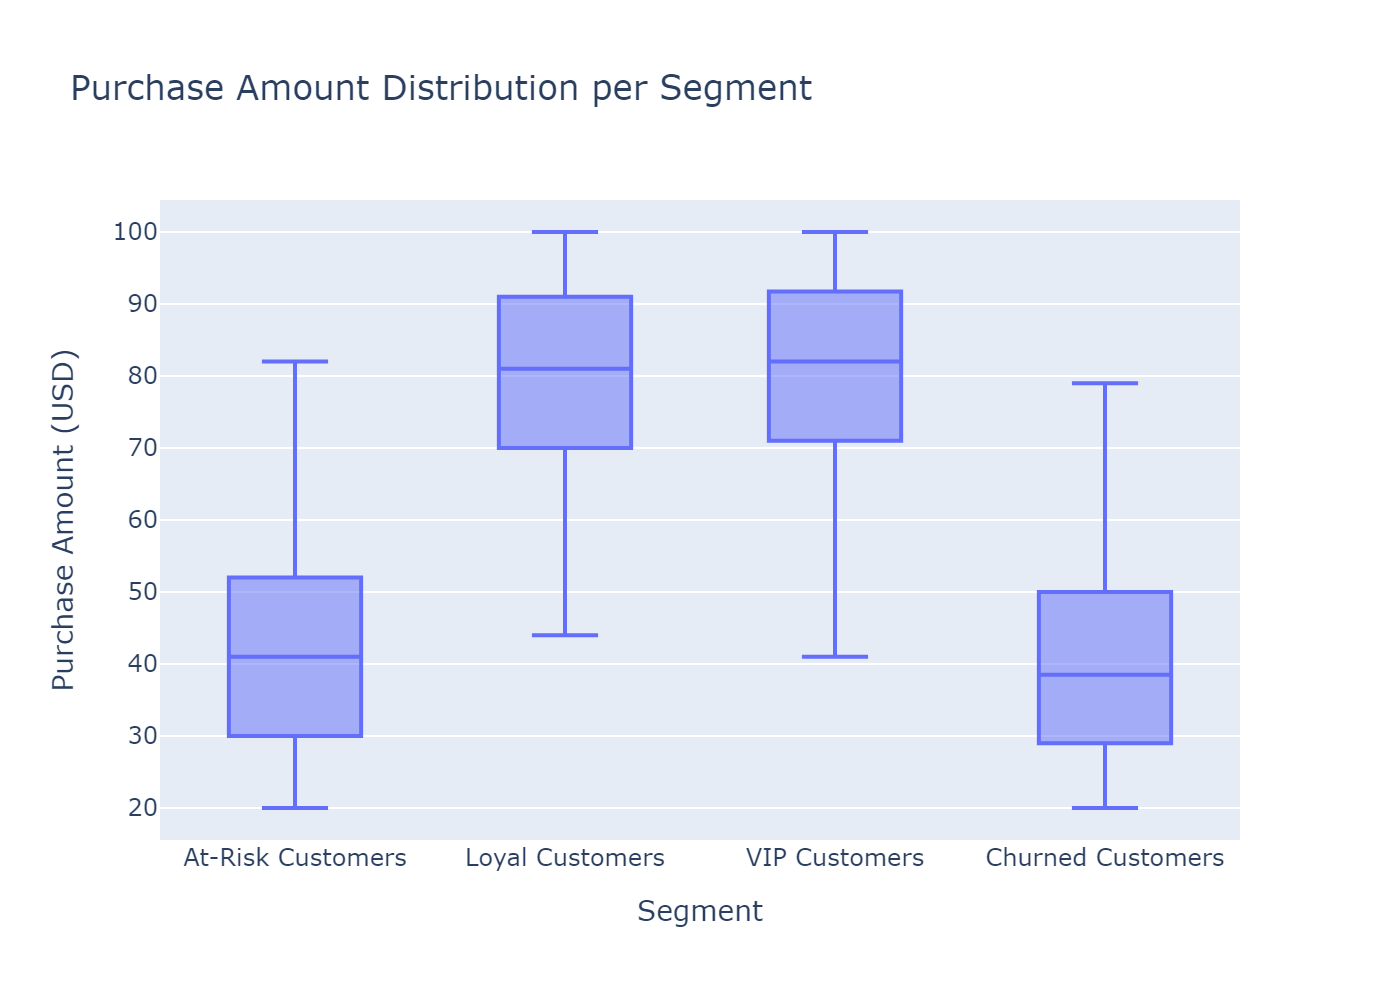 Purchase Amount Distribution per Segment
Purchase Amount (USD)
100
90
80
70
60
50
40
30
20
At-Risk Customers
Loyal Customers
VIP Customers
Churned Customers
Segment